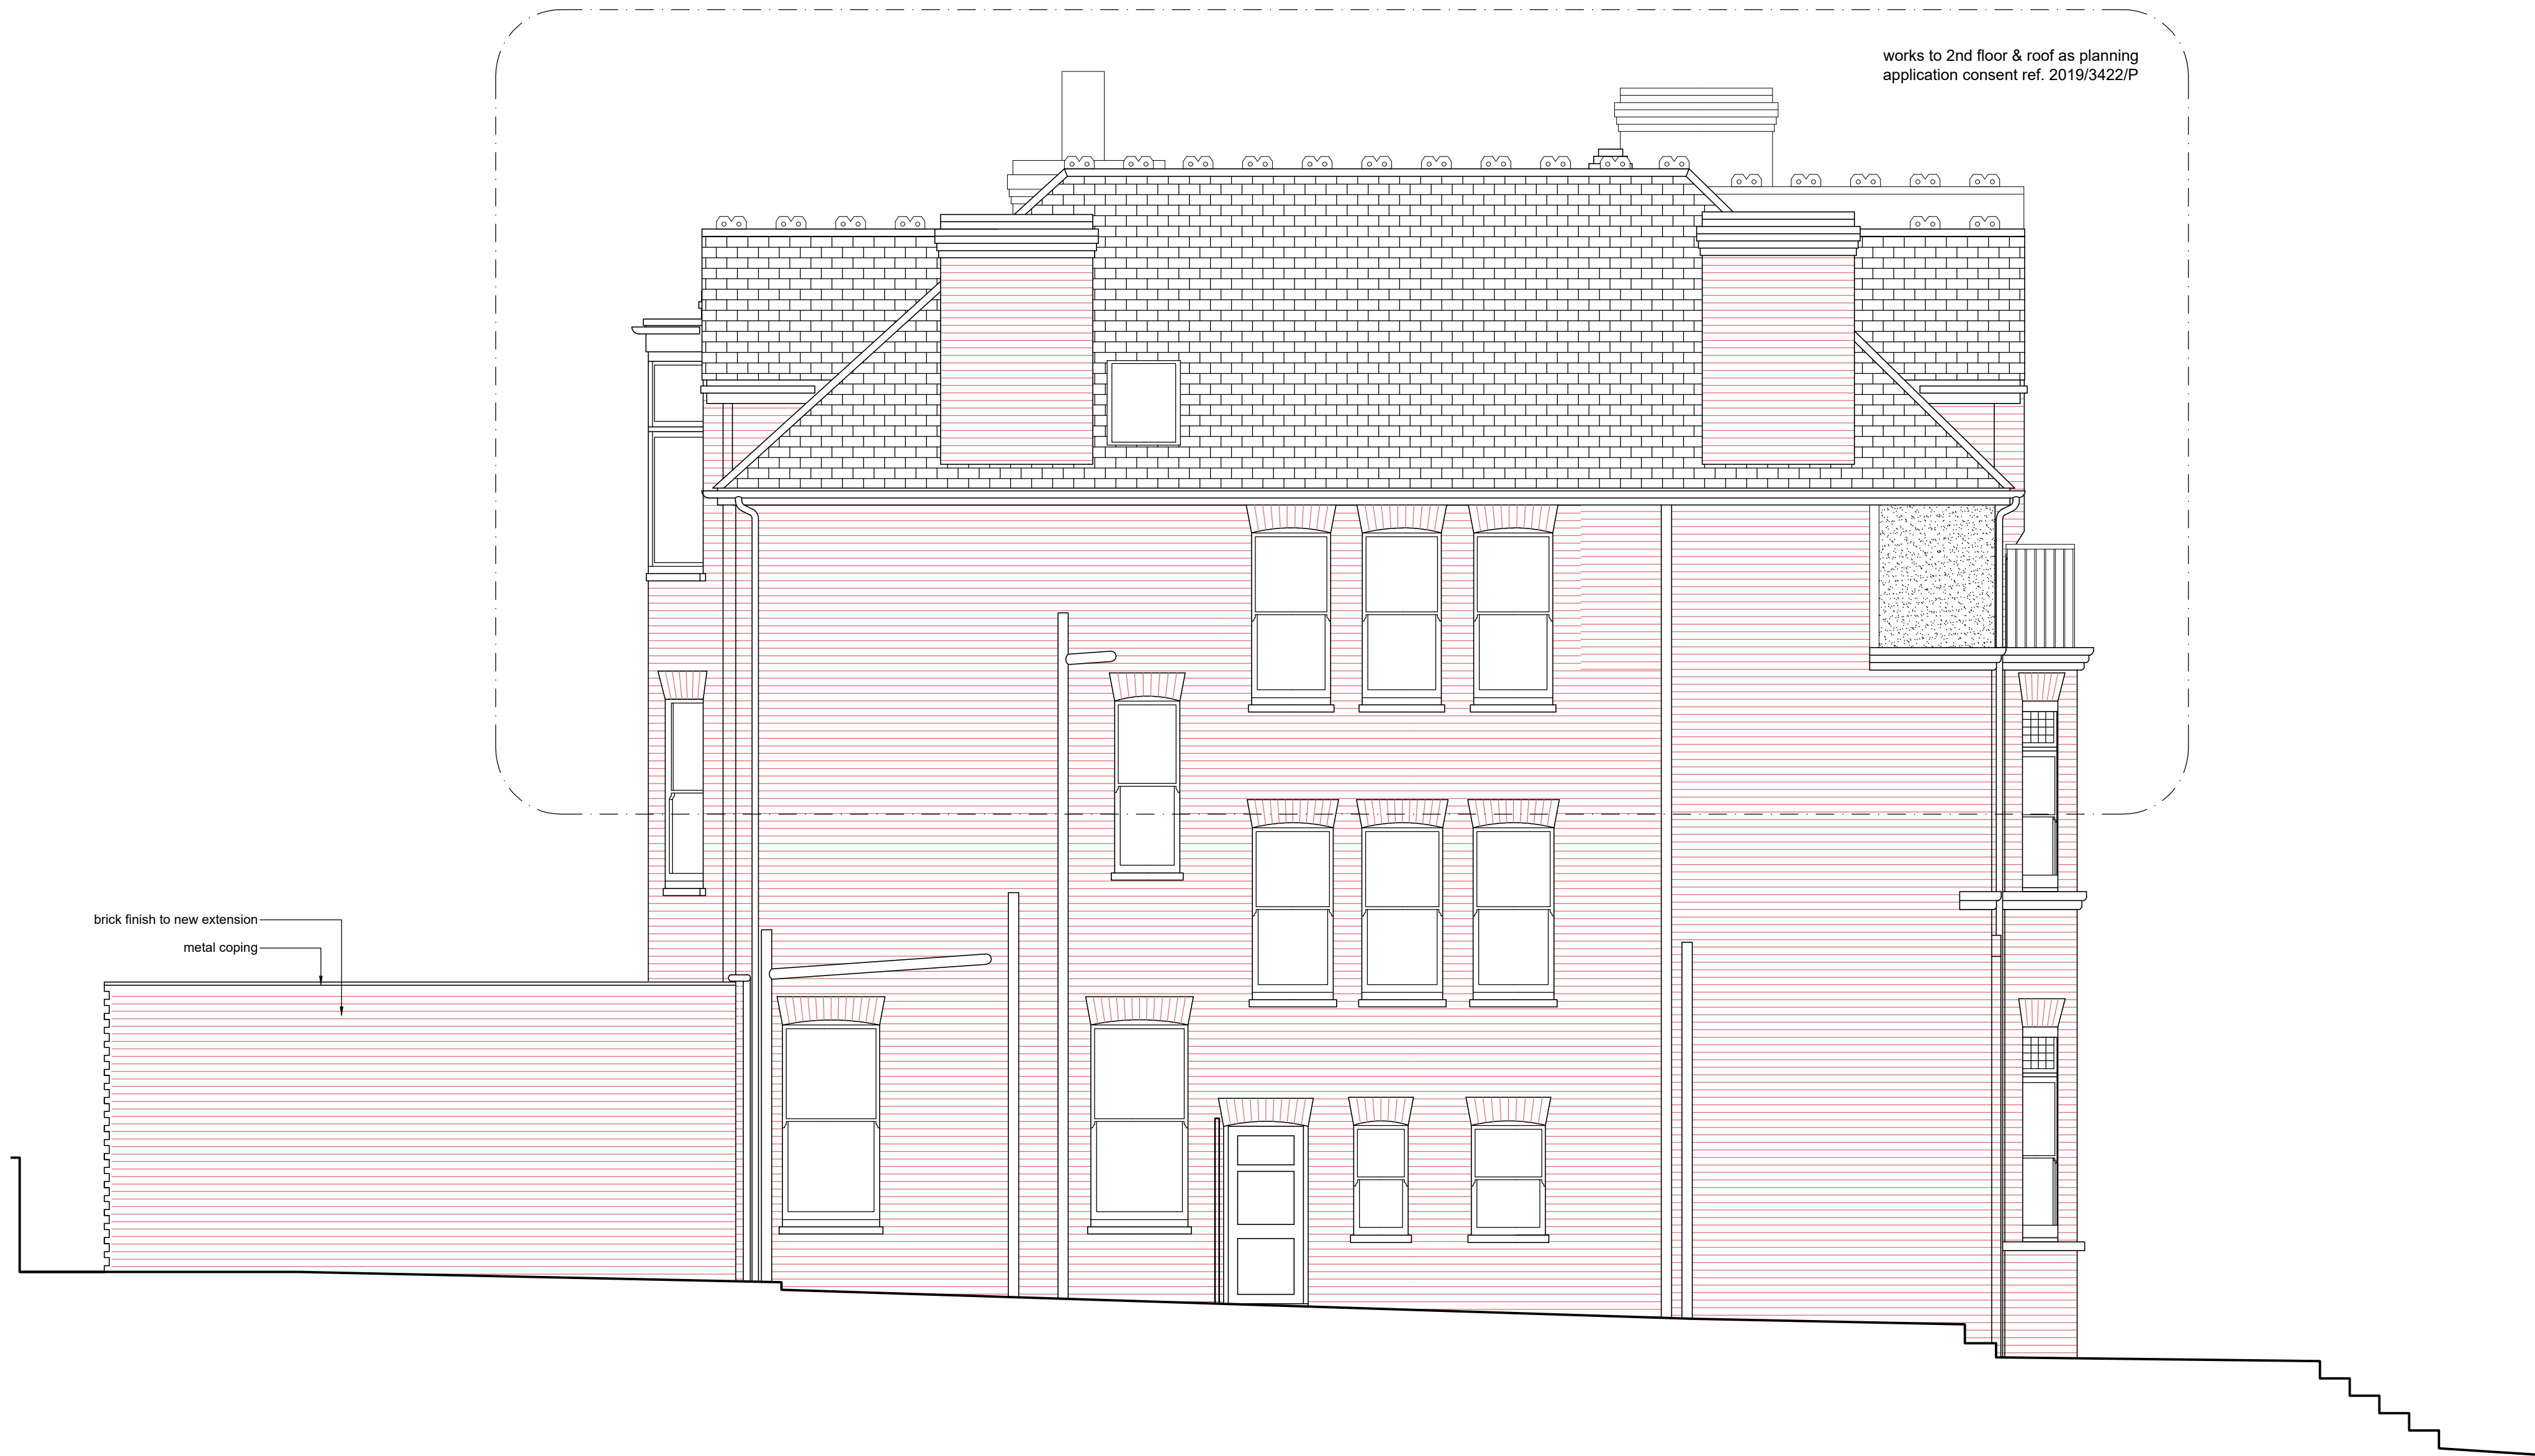 works to 2nd floor & roof as planning
application consent ref. 2019/3422/P
brick finish to new extension
metal coping